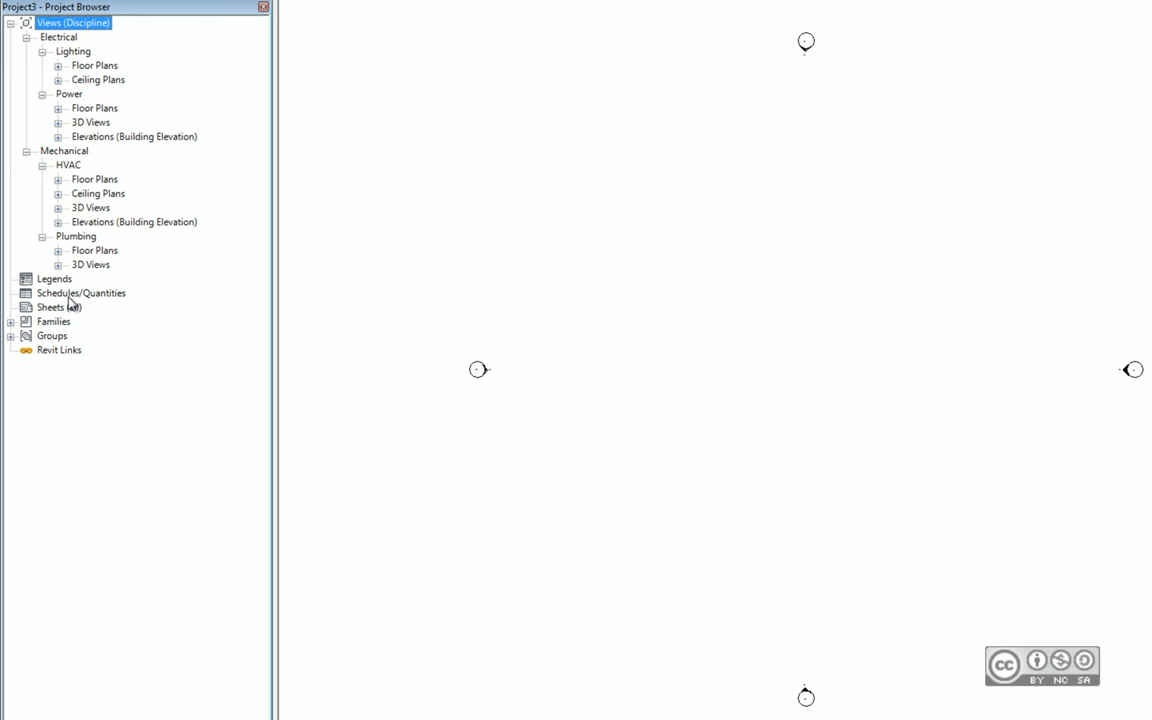 Project3 - Project Browser
Views (Discipline)
Electrical
Lighting
Floor Plans
Ceiling Plans
Power
Floor Plans
3D Views
Elevations (Building Elevation)
Mechanical
HVAC
Floor Plans
Ceiling Plans
3D Views
Elevations (Building Elevation)
Plumbing
Floor Plans
3D Views
Legends
Schedules/Quantities
Sheets
Families
Groups
Revit Links
cc
BY NC SA